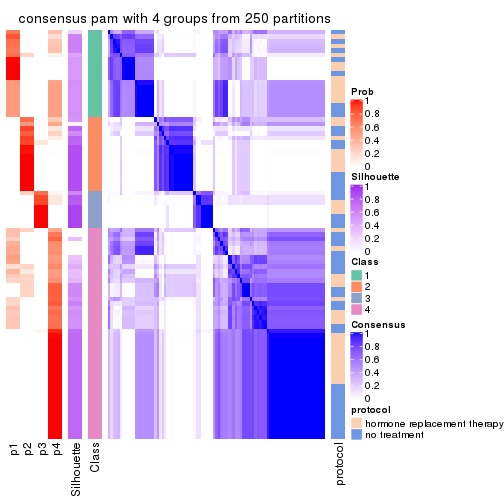 consensus pam with 4 groups from 250 partitions
Prob
1
0.8
0.6
0.4
0.2
0
Silhouette
1
0.8
0.6
0.4
0.2
0
Class
1
2
3
4
Consensus
1
0.8
0.6
0.4
0.2
0
protocol
hormone replacement therapy
no treatment
p1
p2
p3
p4
Silhouette
Class
protocol